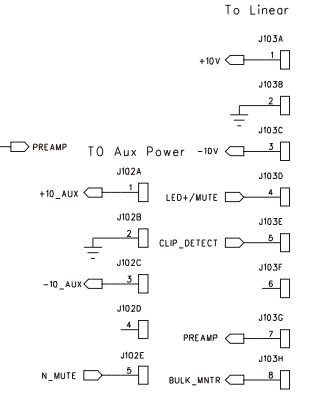 To Linear
J103A
+10V 1
J103B
2
J103C
PREAMP
TO Aux Power
-10V 3
J102A
+10_AUX 1
J103D
LED+/MUTE 4
J102B
2
J103E
CLIP_DETECT 5
J102C
-10_AUX 3
J103F
6
J102D
4
J103G
PREAMP 7
J102E
N_MUTE 5
J103H
BULK_MNTR 8